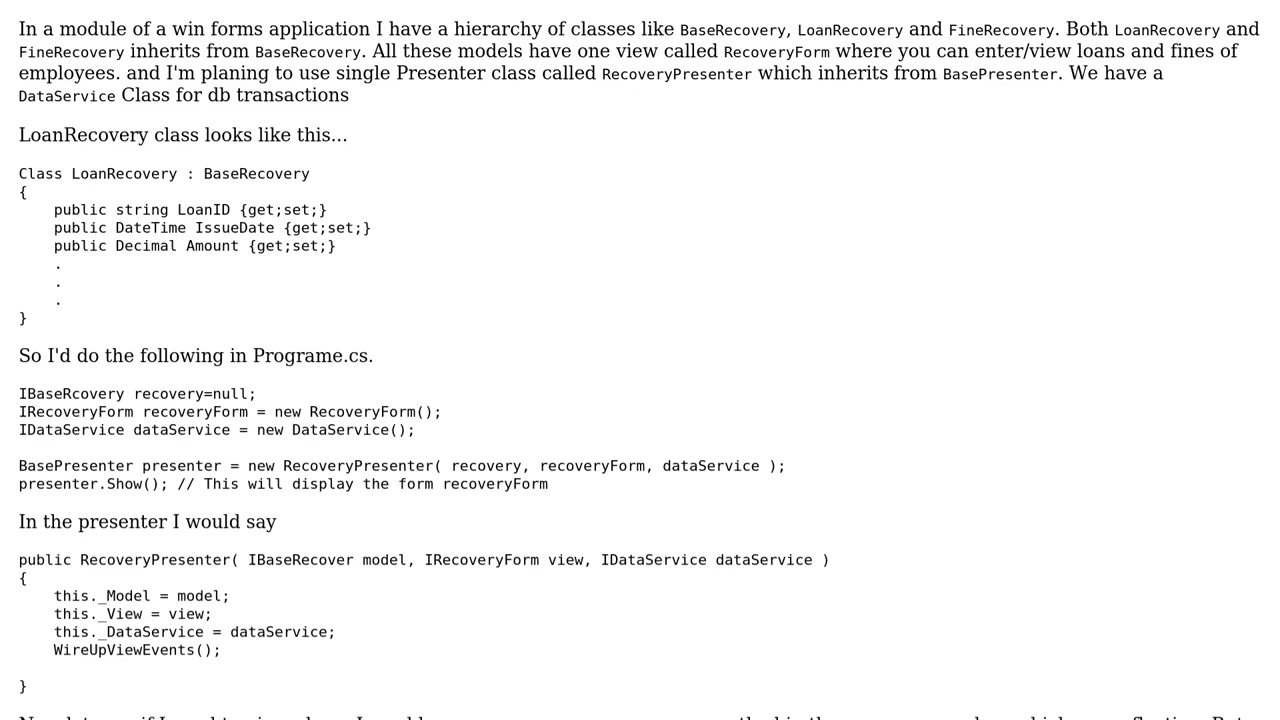 In a module of a win forms application I have a hierarchy of classes like BaseRecovery, LoanRecovery and FineRecovery. Both LoanRecovery and
FineRecovery inherits from BaseRecovery. All these models have one view called RecoveryForm where you can enter/view loans and fines of
employees. and I'm planing to use single Presenter class called RecoveryPresenter which inherits from BasePresenter. We have a
DataService Class for db transactions
LoanRecovery class looks like this...
Class LoanRecovery : BaseRecovery
{
    public string LoanID {get;set;}
    public DateTime IssueDate {get;set;}
    public Decimal Amount {get;set;}
    .
    .
    .
}
So I'd do the following in Programe.cs.
IBaseRcovery recovery=null;
IRecoveryForm recoveryForm = new RecoveryForm();
IDataService dataService = new DataService();
BasePresenter presenter = new RecoveryPresenter( recovery, recoveryForm, dataService );
presenter.Show(); // This will display the form recoveryForm
In the presenter I would say
public RecoveryPresenter( IBaseRecover model, IRecoveryForm view, IDataService dataService )
{
    this._Model = model;
    this._View = view;
    this._DataService = dataService;
    WireUpViewEvents();
}